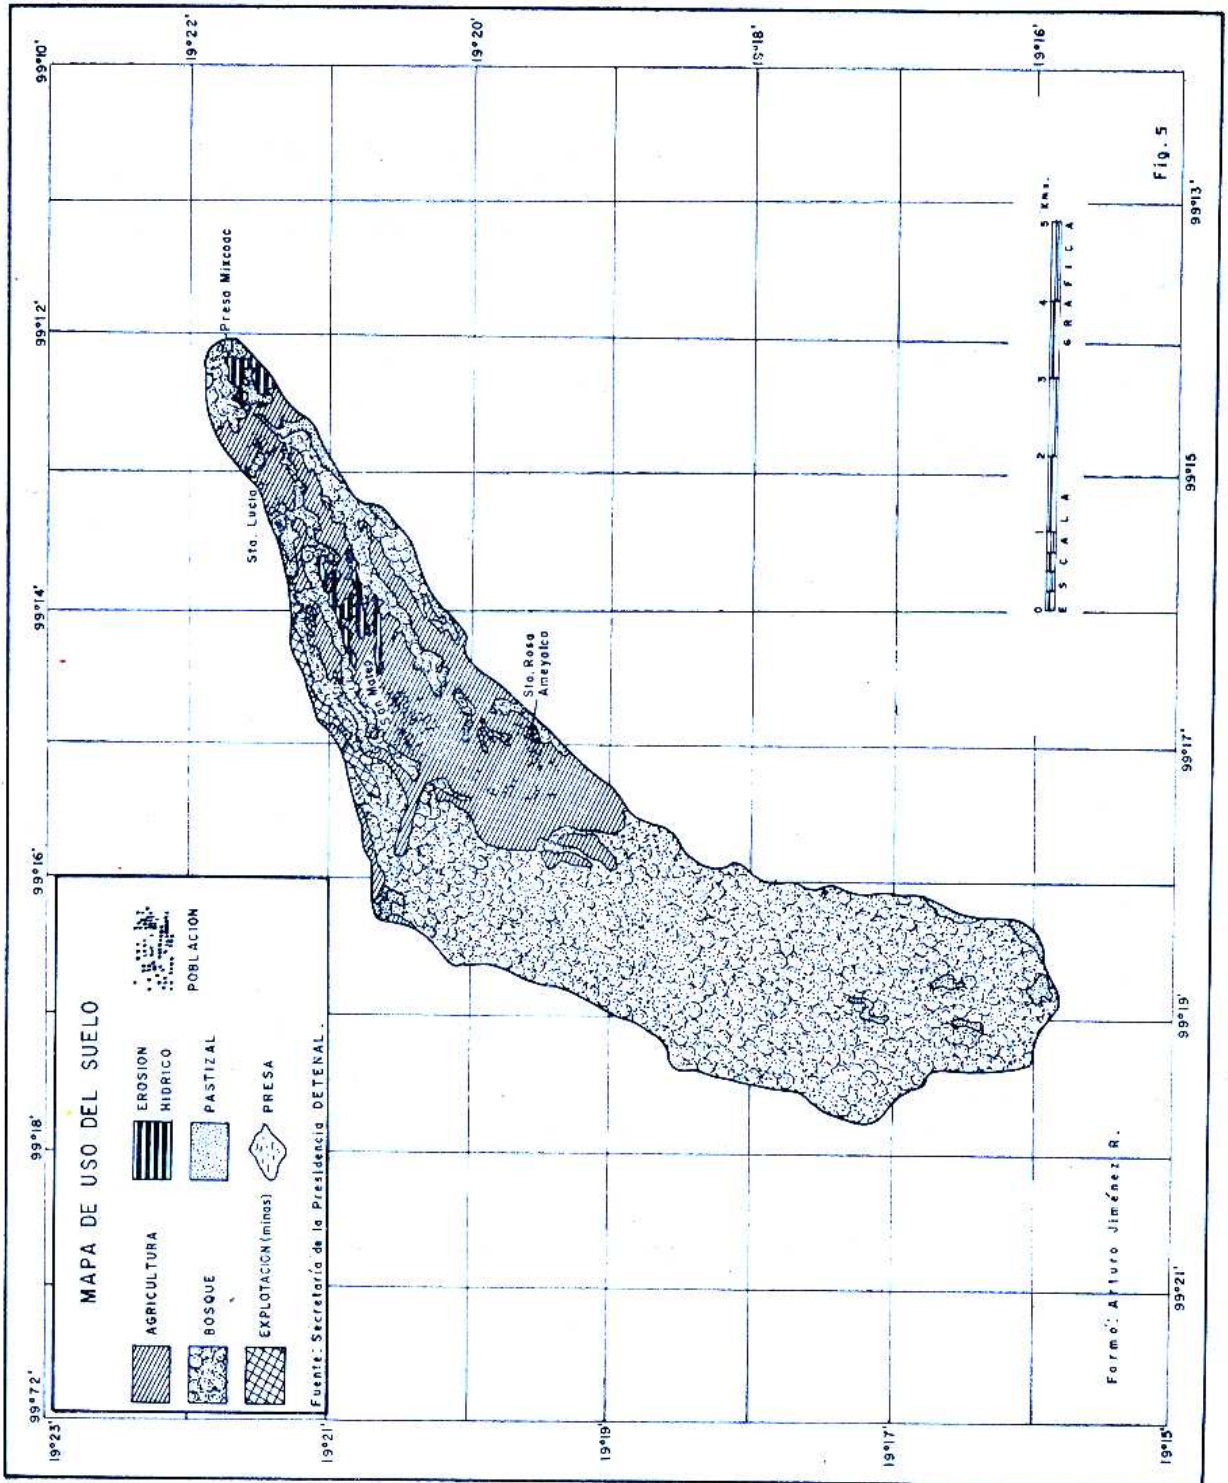 MAPA DE USO DEL SUELO
AGRICULTURA
EROSION
HIDRICO
POBLACION
BOSQUE
PASTIZAL
EXPLOTACION (minas)
PRESA
Fuente: Secretaría de la Presidencia DETENAL.
99°72'
99°18'
99°16'
99°14'
99°12'
99°10'
19°23'
19°21'
19°19'
19°17'
19°15'
19°22'
19°20'
19°18'
19°16'
99°21'
99°19'
99°17'
99°15'
99°13'
Presa Mixcoac
Sta. Lucia
San Mateo
Sta. Rosa
Ameyalco
0 1 2 3 4 5 Kms.
ESCALA GRAFICA
Formó: Arturo Jiménez R.
Fig. 5